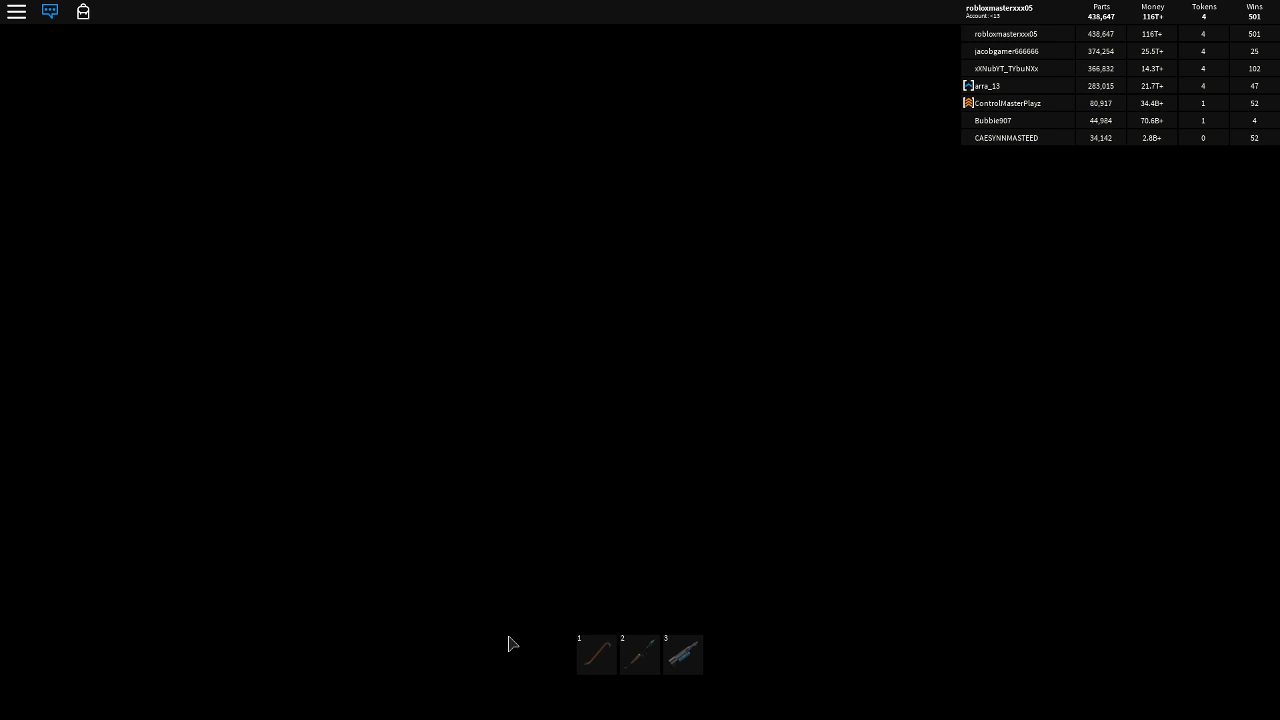 robloxmasterxxx05 Parts Money Tokens Wins
Account: <13 438,647 116T+ 4 501
robloxmasterxxx05 438,647 116T+ 4 501
jacobgamer666666 374,254 25.5T+ 4 25
xXNubYT_TYbuNXx 366,832 14.3T+ 4 102
arra_13 283,015 21.7T+ 4 47
ControlMasterPlayz 80,917 34.4B+ 1 52
Bubbie907 44,984 70.6B+ 1 4
CAESYNNMASTEED 34,142 2.8B+ 0 52
1 2 3